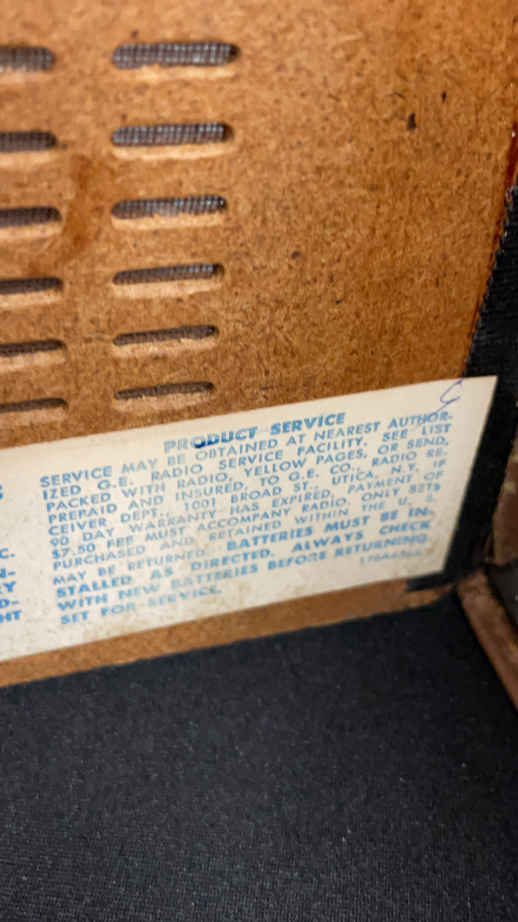 PRODUCT SERVICE
SERVICE MAY BE OBTAINED AT NEAREST AUTHOR-
IZED G.E. RADIO SERVICE FACILITY. SEE LIST
PACKED WITH RADIO, YELLOW PAGES, OR SEND,
PREPAID AND INSURED, TO G.E. CO., RADIO RE-
CEIVER DEPT., 1001 BROAD ST., UTICA, N.Y. IF
90 DAY WARRANTY HAS EXPIRED, PAYMENT OF
$7.50 FEE MUST ACCOMPANY RADIO. ONLY SETS
PURCHASED AND RETAINED WITHIN THE U. S.
MAY BE RETURNED. BATTERIES MUST BE IN-
STALLED AS DIRECTED. ALWAYS CHECK
WITH NEW BATTERIES BEFORE RETURNING
SET FOR SERVICE.